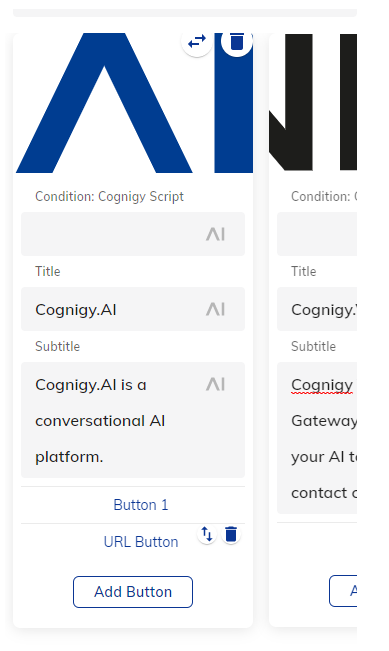 AI
N
Condition: Cognigy Script
AI
Title
Cognigy.AI
AI
Subtitle
Cognigy.AI is a
AI
conversational AI
platform.
Button 1
URL Button
Add Button
Condition:
Title
Subtitle
Cognigy
Gateway
your AI
contact